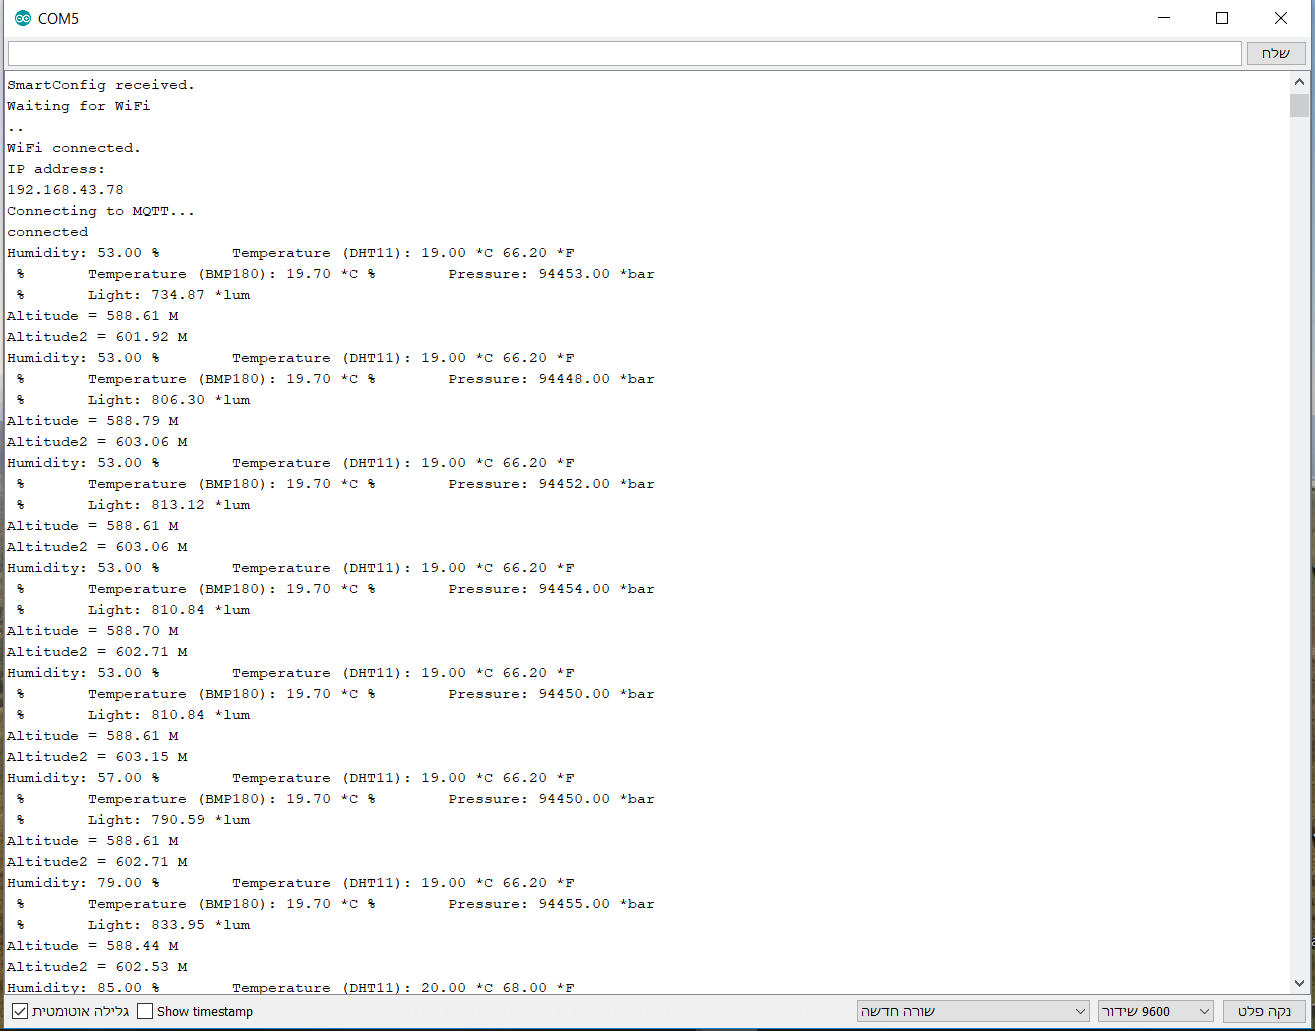 COM5
שלח
SmartConfig received.
Waiting for WiFi
..
WiFi connected.
IP address:
192.168.43.78
Connecting to MQTT...
connected
Humidity: 53.00 % Temperature (DHT11): 19.00 *C 66.20 *F
% Temperature (BMP180): 19.70 *C % Pressure: 94453.00 *bar
% Light: 734.87 *lum
Altitude = 588.61 M
Altitude2 = 601.92 M
Humidity: 53.00 % Temperature (DHT11): 19.00 *C 66.20 *F
% Temperature (BMP180): 19.70 *C % Pressure: 94448.00 *bar
% Light: 806.30 *lum
Altitude = 588.79 M
Altitude2 = 603.06 M
Humidity: 53.00 % Temperature (DHT11): 19.00 *C 66.20 *F
% Temperature (BMP180): 19.70 *C % Pressure: 94452.00 *bar
% Light: 813.12 *lum
Altitude = 588.61 M
Altitude2 = 603.06 M
Humidity: 53.00 % Temperature (DHT11): 19.00 *C 66.20 *F
% Temperature (BMP180): 19.70 *C % Pressure: 94454.00 *bar
% Light: 810.84 *lum
Altitude = 588.70 M
Altitude2 = 602.71 M
Humidity: 53.00 % Temperature (DHT11): 19.00 *C 66.20 *F
% Temperature (BMP180): 19.70 *C % Pressure: 94450.00 *bar
% Light: 810.84 *lum
Altitude = 588.61 M
Altitude2 = 603.15 M
Humidity: 57.00 % Temperature (DHT11): 19.00 *C 66.20 *F
% Temperature (BMP180): 19.70 *C % Pressure: 94450.00 *bar
% Light: 790.59 *lum
Altitude = 588.61 M
Altitude2 = 602.71 M
Humidity: 79.00 % Temperature (DHT11): 19.00 *C 66.20 *F
% Temperature (BMP180): 19.70 *C % Pressure: 94455.00 *bar
% Light: 833.95 *lum
Altitude = 588.44 M
Altitude2 = 602.53 M
Humidity: 85.00 % Temperature (DHT11): 20.00 *C 68.00 *F
גלילה אוטומטית Show timestamp שורה חדשה 9600 שידור נקה פלט